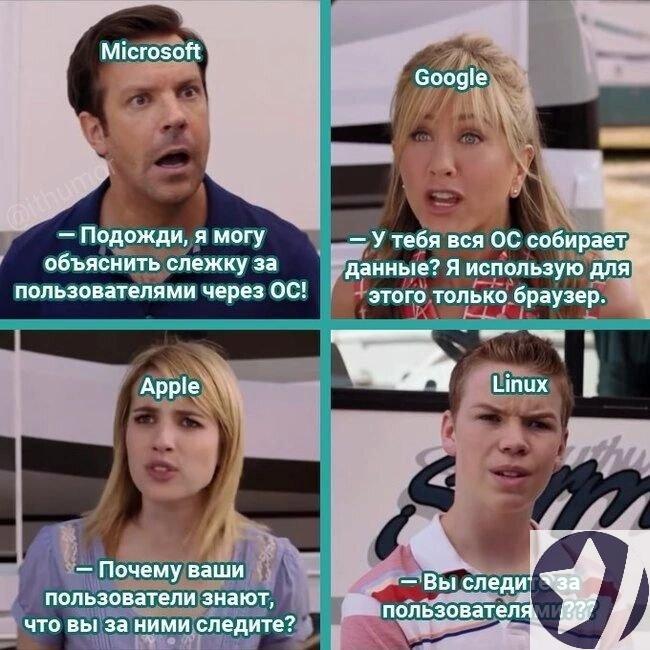 Microsoft
@ithumor
— Подожди, я могу
объяснить слежку за
пользователями через ОС!
Google
— У тебя вся ОС собирает
данные? Я использую для
этого только браузер.
Apple
— Почему ваши
пользователи знают,
что вы за ними следите?
Linux
— Вы следите за
пользователями???